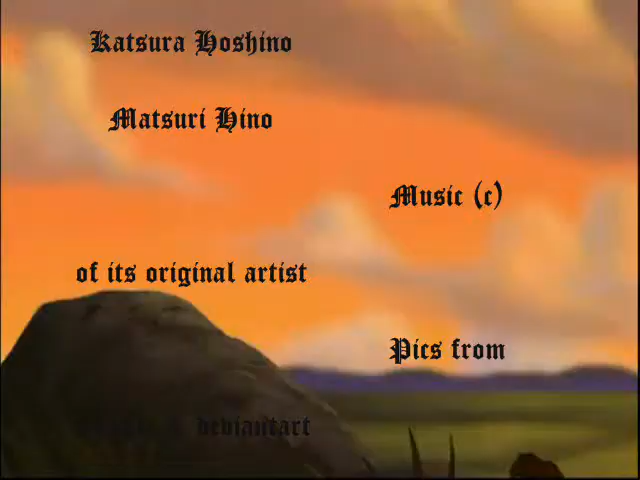 Katsura Hoshino
Matsuri Hino
Music (c)
of its original artist
Pics from
deviantart